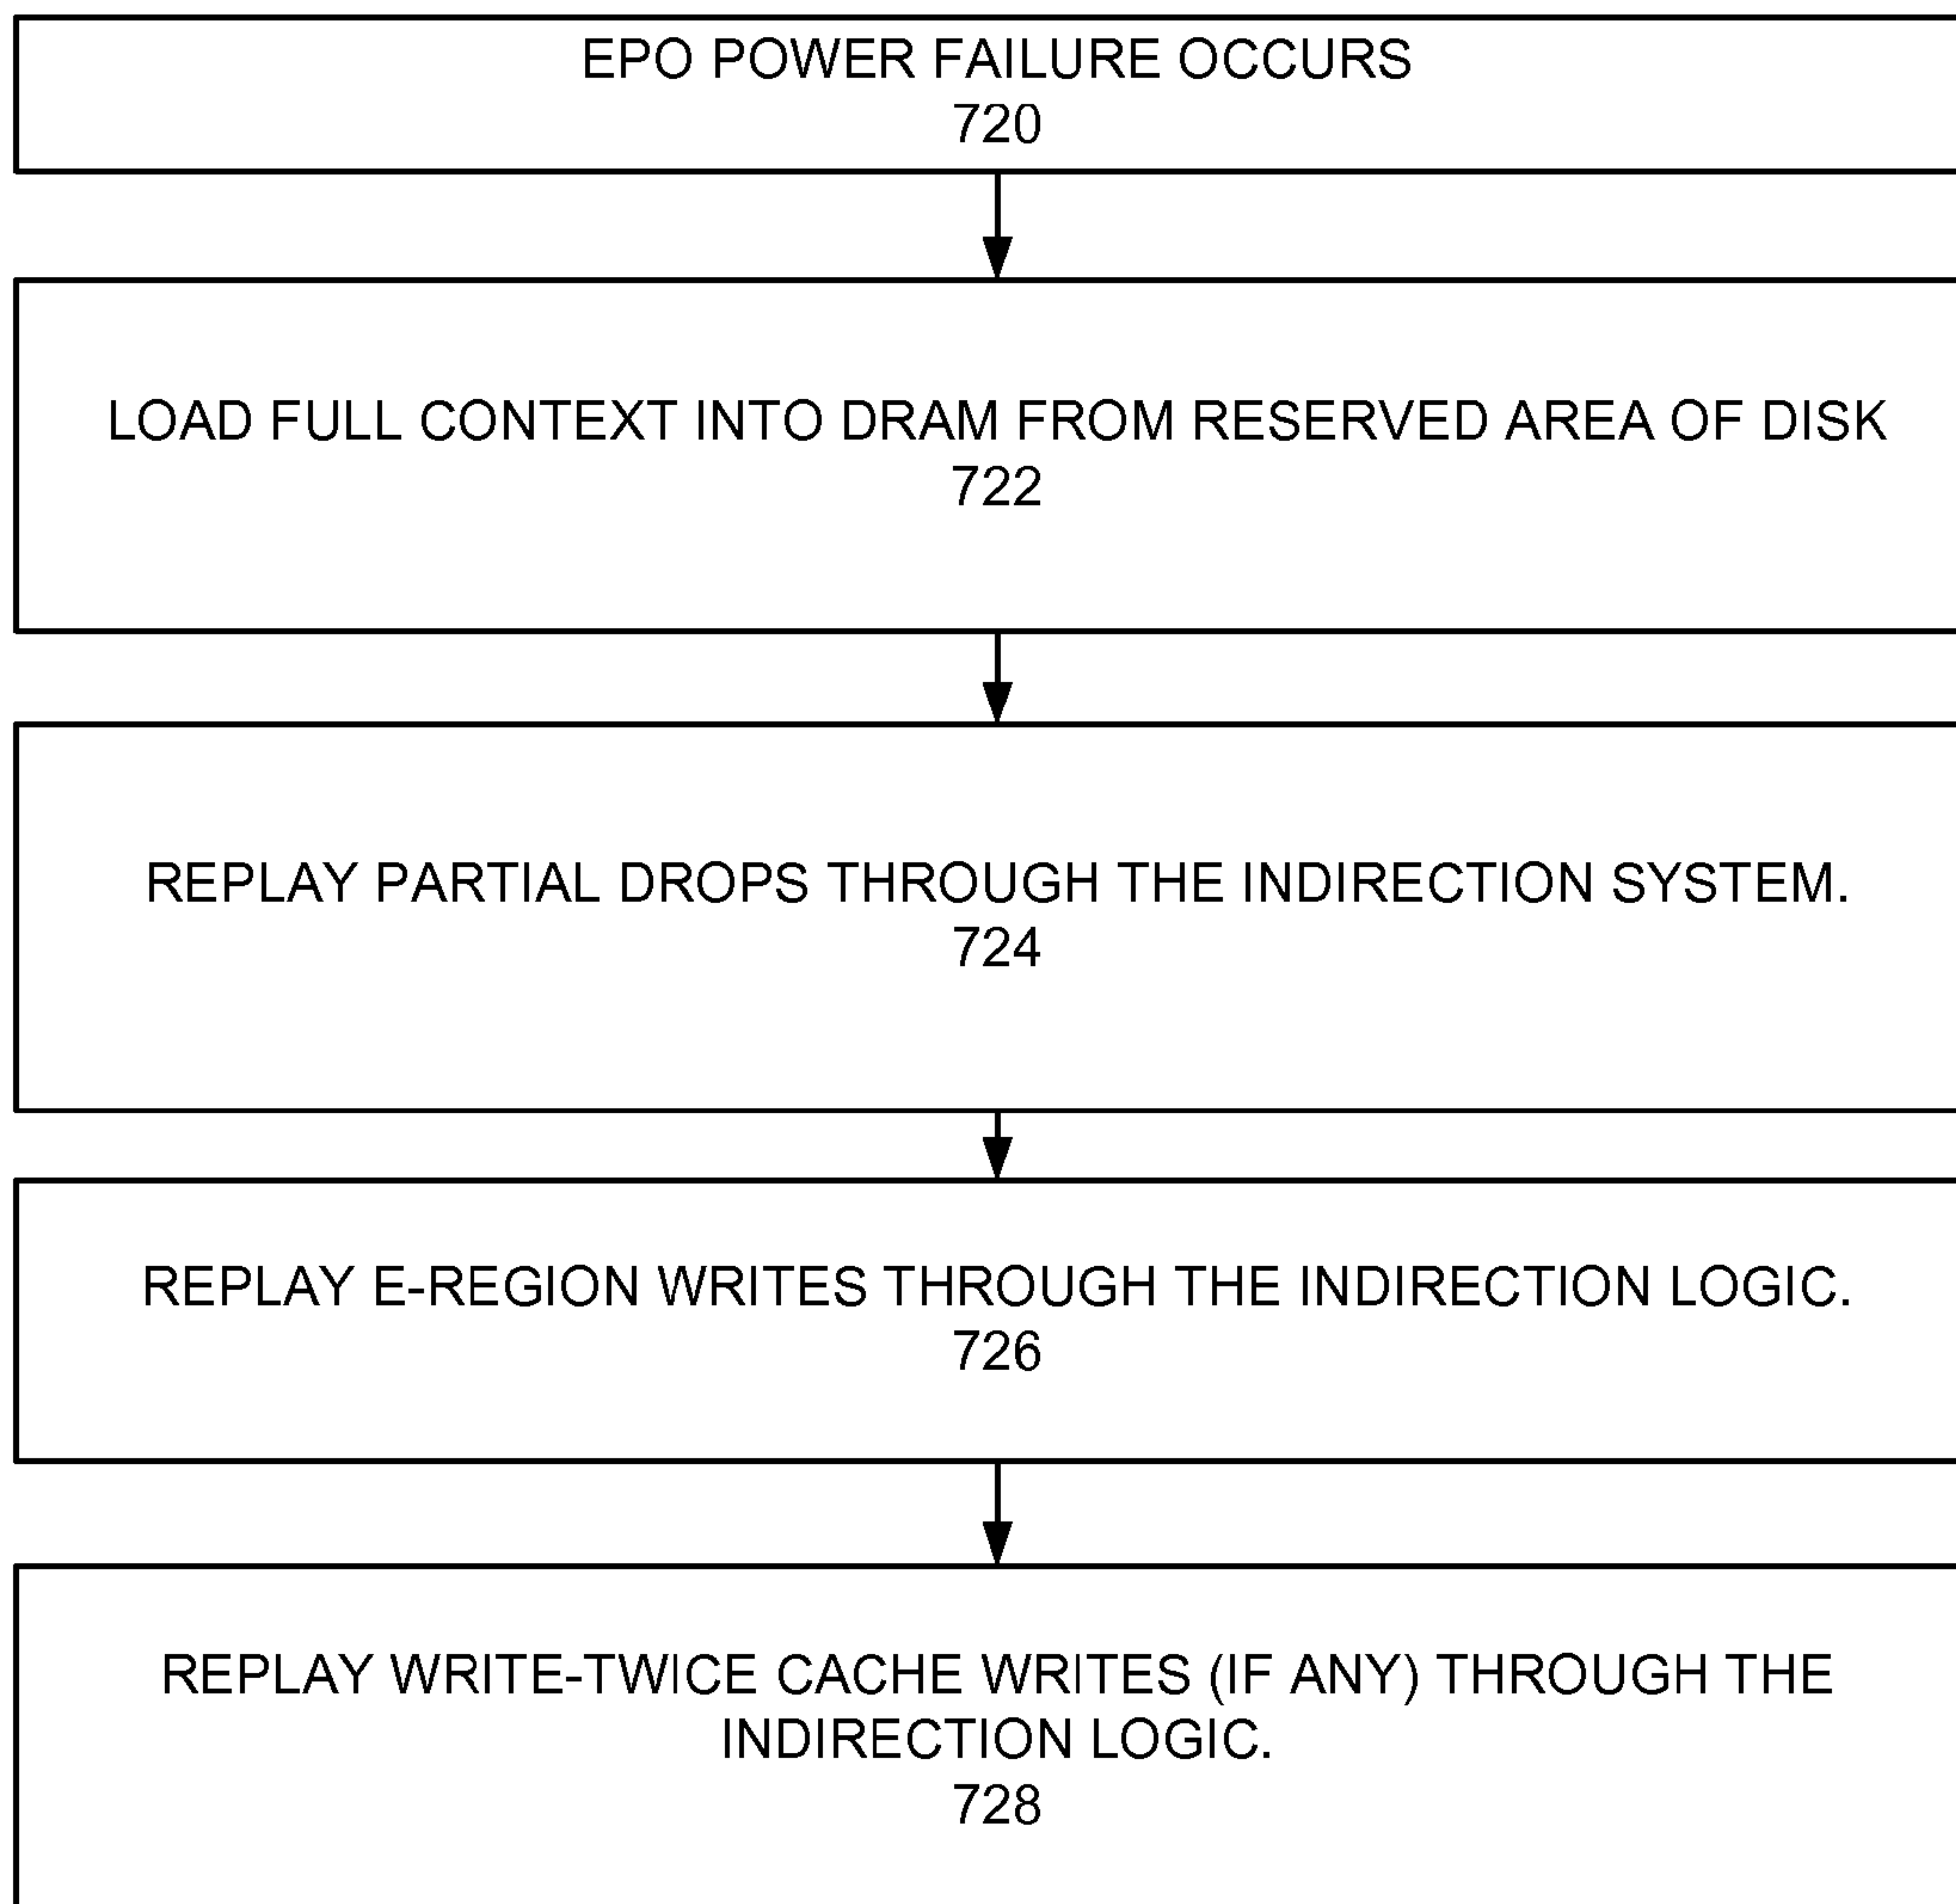 EPO POWER FAILURE OCCURS
720
LOAD FULL CONTEXT INTO DRAM FROM RESERVED AREA OF DISK
722
REPLAY PARTIAL DROPS THROUGH THE INDIRECTION SYSTEM.
724
REPLAY E-REGION WRITES THROUGH THE INDIRECTION LOGIC.
726
REPLAY WRITE-TWICE CACHE WRITES (IF ANY) THROUGH THE
INDIRECTION LOGIC.
728